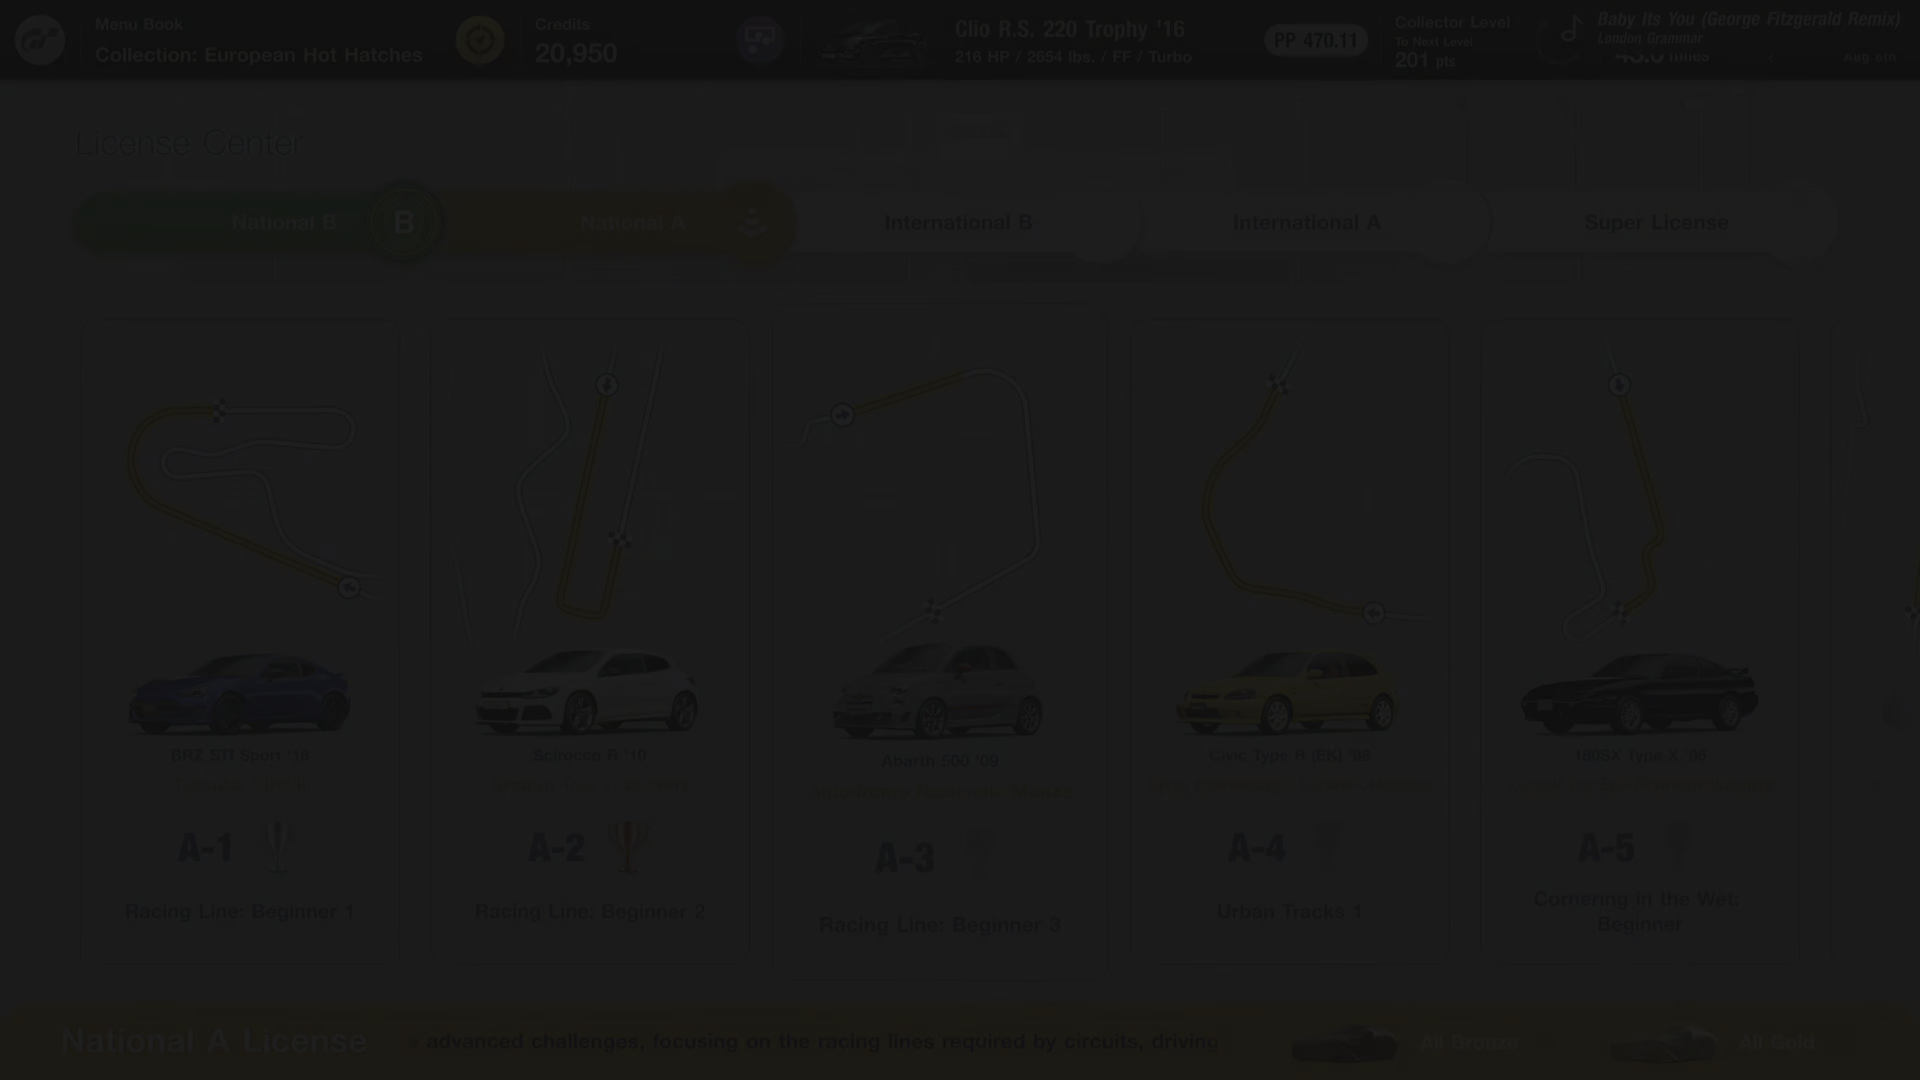 Menu Book
Collection: European Hot Hatches
Credits
20,950
Clio R.S. 220 Trophy '16
216 HP / 2654 lbs. / FF / Turbo
PP 470.11
Collector Level
To Next Level
201 pts
Baby Its You (George Fitzgerald Remix)
London Grammar
miles
License Center
National B
B
National A
International B
International A
Super License
BRZ STI Sport '18
A-1
Racing Line: Beginner 1
Scirocco R '10
A-2
Racing Line: Beginner 2
Abarth 500 '09
A-3
Racing Line: Beginner 3
Civic Type R (EK) '98
A-4
Urban Tracks 1
180SX Type X '96
A-5
Cornering in the Wet:
Beginner
National A License
advanced challenges, focusing on the racing lines required by circuits, driving
All Bronze
All Gold